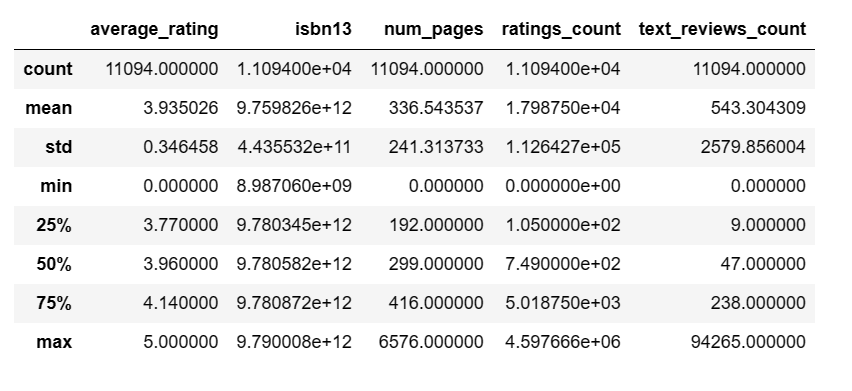 average_rating isbn13 num_pages ratings_count text_reviews_count
count 11094.000000 1.109400e+04 11094.000000 1.109400e+04 11094.000000
mean 3.935026 9.759826e+12 336.543537 1.798750e+04 543.304309
std 0.346458 4.435532e+11 241.313733 1.126427e+05 2579.856004
min 0.000000 8.987060e+09 0.000000 0.000000e+00 0.000000
25% 3.770000 9.780345e+12 192.000000 1.050000e+02 9.000000
50% 3.960000 9.780582e+12 299.000000 7.490000e+02 47.000000
75% 4.140000 9.780872e+12 416.000000 5.018750e+03 238.000000
max 5.000000 9.790008e+12 6576.000000 4.597666e+06 94265.000000